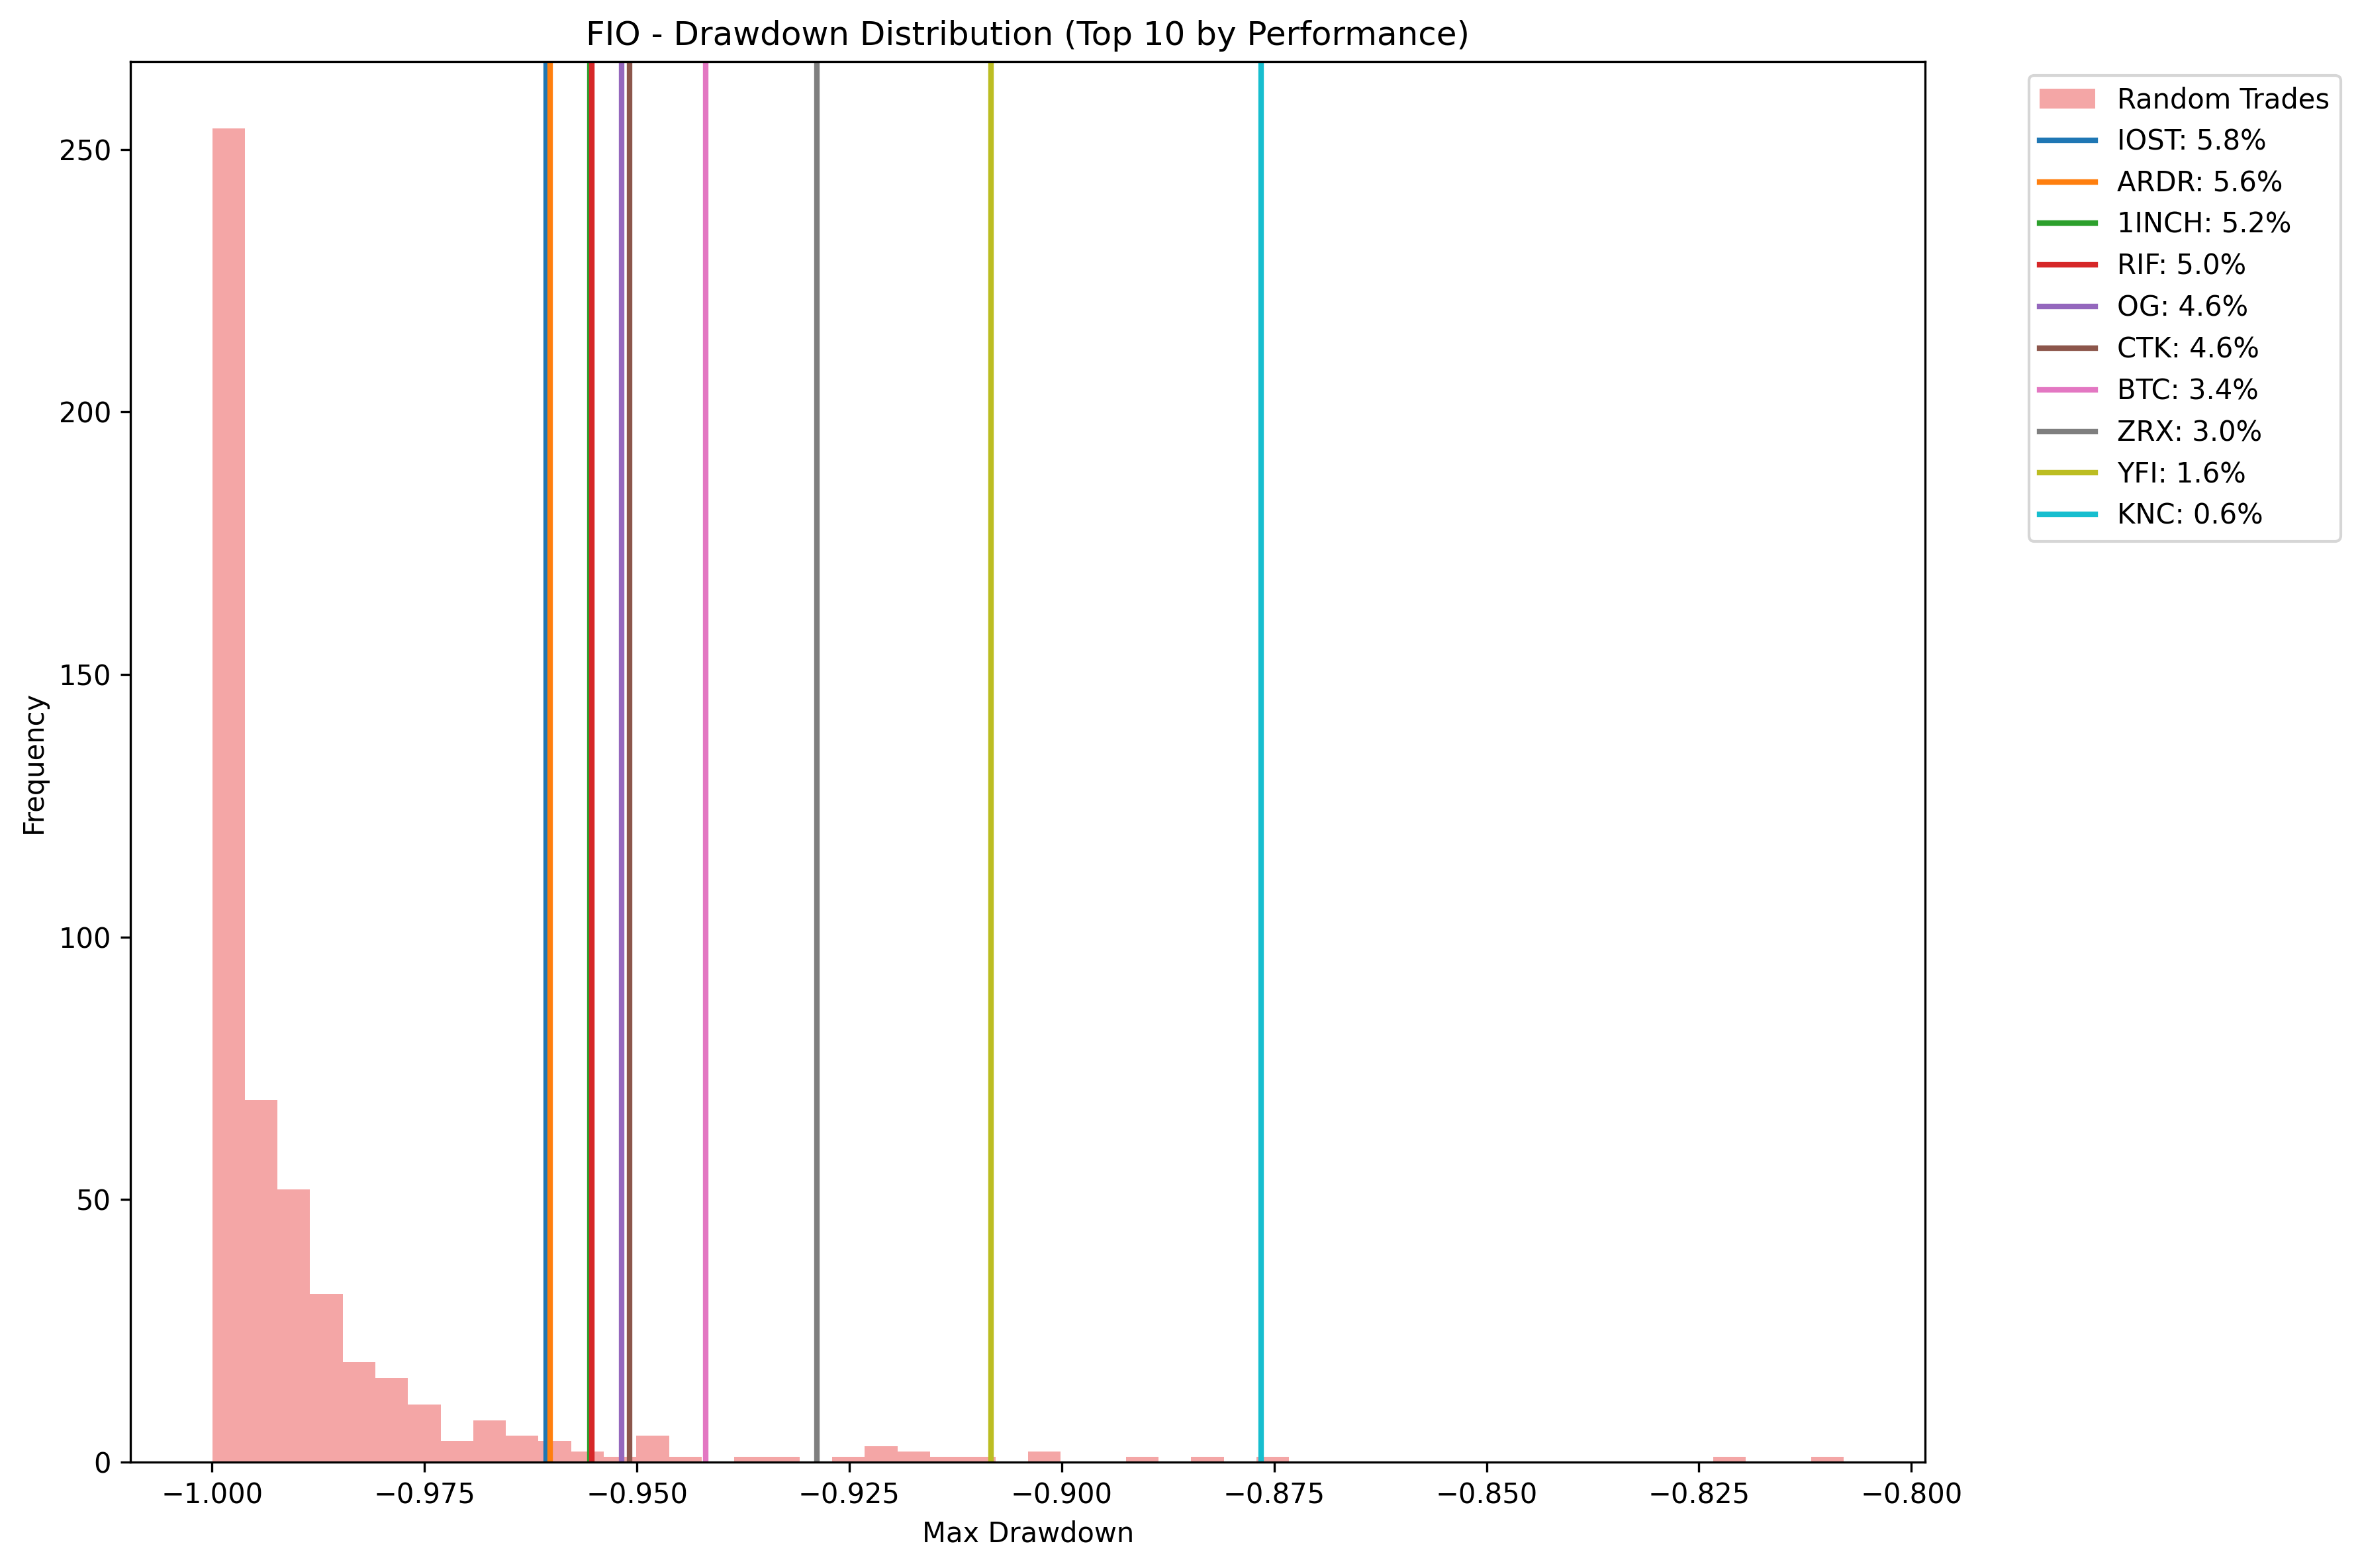 FIO - Drawdown Distribution (Top 10 by Performance)
Random Trades
IOST: 5.8%
ARDR: 5.6%
1INCH: 5.2%
RIF: 5.0%
OG: 4.6%
CTK: 4.6%
BTC: 3.4%
ZRX: 3.0%
YFI: 1.6%
KNC: 0.6%
Frequency
250
200
150
100
50
0
−1.000 −0.975 −0.950 −0.925 −0.900 −0.875 −0.850 −0.825 −0.800
Max Drawdown